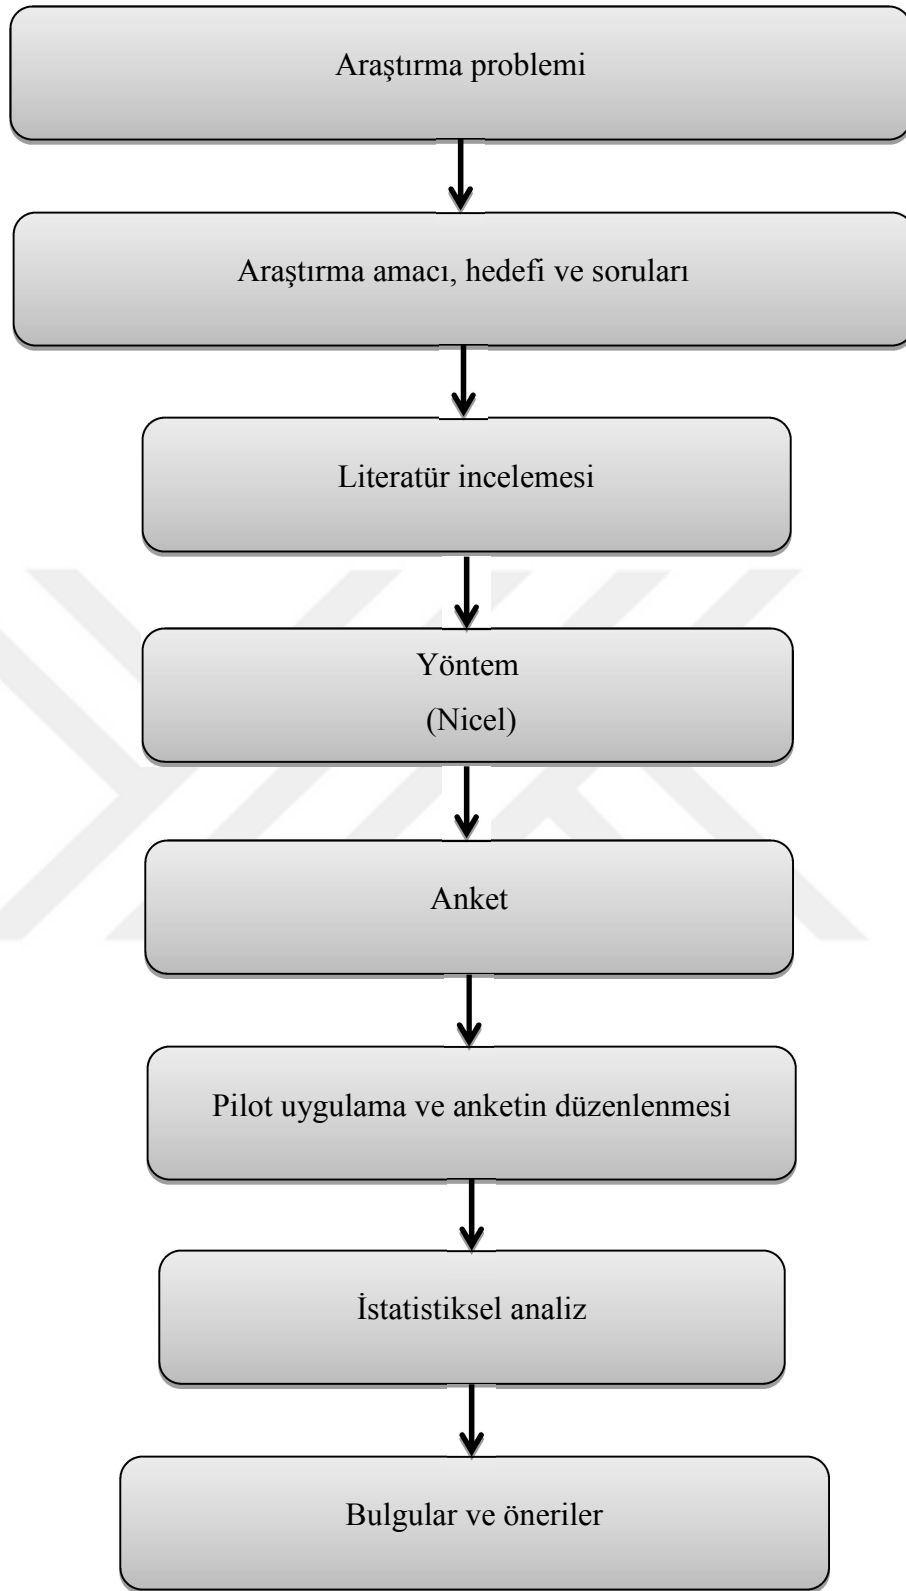 Araştırma problemi
Araştırma amacı, hedefi ve soruları
Literatür incelemesi
Yöntem
(Nicel)
Anket
Pilot uygulama ve anketin düzenlenmesi
İstatistiksel analiz
Bulgular ve öneriler